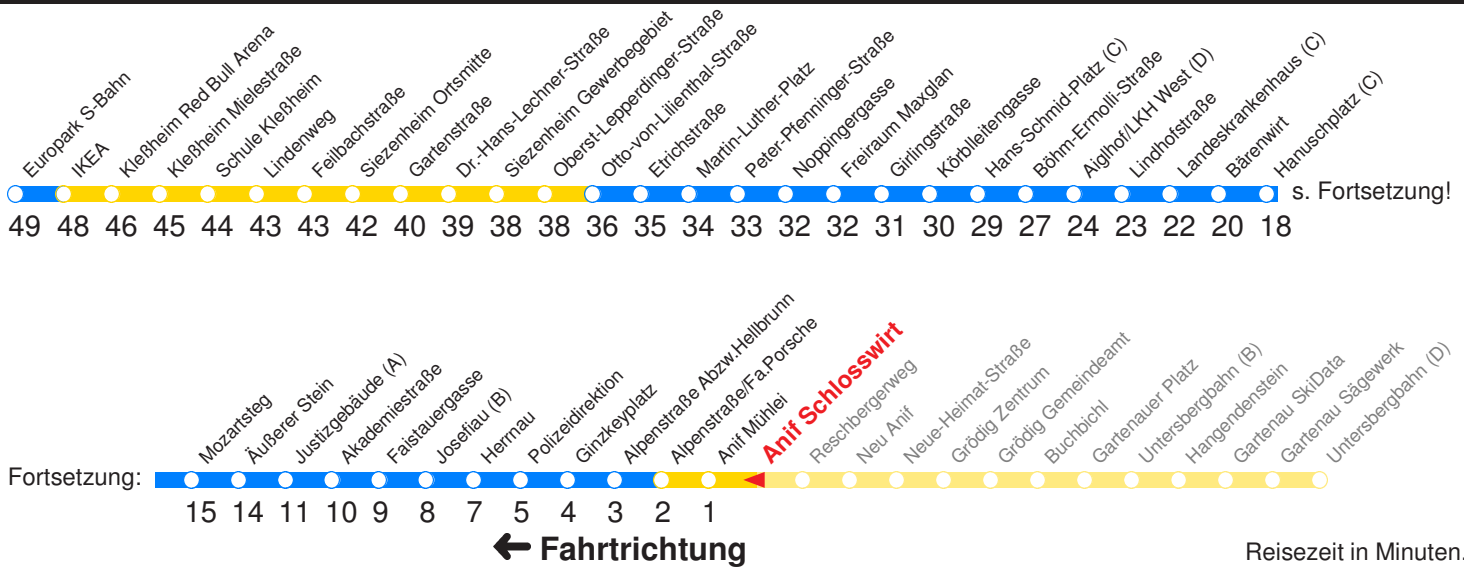 Europark S-Bahn
IKEA
Kleßheim Red Bull Arena
Kleßheim Mielestraße
Schule Kleßheim
Lindenweg
Feilbachstraße
Siezenheim Ortsmitte
Gartenstraße
Dr.-Hans-Lechner-Straße
Siezenheim Gewerbegebiet
Oberst-Lepperdinger-Straße
Otto-von-Lilienthal-Straße
Etrichstraße
Martin-Luther-Platz
Peter-Pfenninger-Straße
Noppingergasse
Freiraum Maxglan
Girlingstraße
Körblleitengasse
Hans-Schmid-Platz (C)
Böhm-Ermolli-Straße
Aiglhof/LKH West (D)
Lindhofstraße
Landeskrankenhaus (C)
Bärenwirt
Hanuschplatz (C)
s. Fortsetzung!
49 48 46 45 44 43 43 42 40 39 38 38 36 35 34 33 32 32 31 30 29 27 24 23 22 20 18
Fortsetzung:
Mozartsteg
Äußerer Stein
Justizgebäude (A)
Akademiestraße
Faistauergasse
Josefiau (B)
Herrnau
Polizeidirektion
Ginzkeyplatz
Alpenstraße Abzw.Hellbrunn
Alpenstraße/Fa.Porsche
Anif Mühlei
Anif Schlosswirt
Reschbergerweg
Neu Anif
Neue-Heimat-Straße
Grödig Zentrum
Grödig Gemeindeamt
Buchbichl
Gartenauer Platz
Untersbergbahn (B)
Hangendenstein
Gartenau SkiData
Gartenau Sägewerk
Untersbergbahn (D)
15 14 11 10 9 8 7 5 4 3 2 1
Fahrtrichtung
Reisezeit in Minuten.